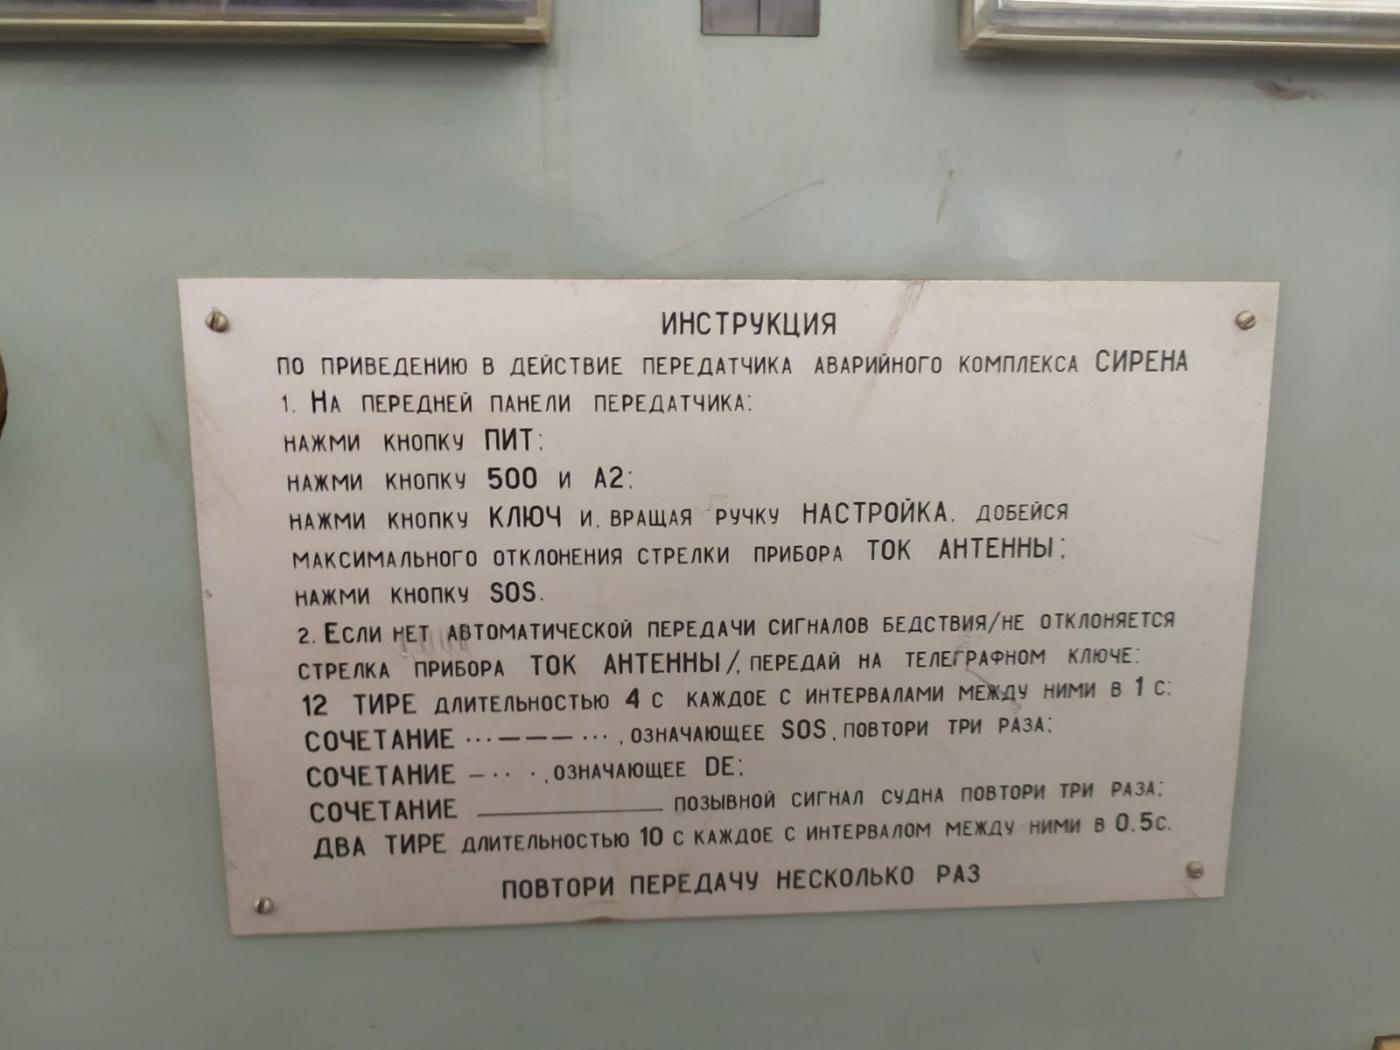 ИНСТРУКЦИЯ
ПО ПРИВЕДЕНИЮ В ДЕЙСТВИЕ ПЕРЕДАТЧИКА АВАРИЙНОГО КОМПЛЕКСА СИРЕНА
1. НА ПЕРЕДНЕЙ ПАНЕЛИ ПЕРЕДАТЧИКА:
НАЖМИ КНОПКУ ПИТ;
НАЖМИ КНОПКУ 500 И А2;
НАЖМИ КНОПКУ КЛЮЧ И, ВРАЩАЯ РУЧКУ НАСТРОЙКА, ДОБЕЙСЯ
МАКСИМАЛЬНОГО ОТКЛОНЕНИЯ СТРЕЛКИ ПРИБОРА ТОК АНТЕННЫ;
НАЖМИ КНОПКУ SOS.
2. ЕСЛИ НЕТ АВТОМАТИЧЕСКОЙ ПЕРЕДАЧИ СИГНАЛОВ БЕДСТВИЯ/НЕ ОТКЛОНЯЕТСЯ
СТРЕЛКА ПРИБОРА ТОК АНТЕННЫ/, ПЕРЕДАЙ НА ТЕЛЕГРАФНОМ КЛЮЧЕ:
12 ТИРЕ ДЛИТЕЛЬНОСТЬЮ 4 С КАЖДОЕ С ИНТЕРВАЛАМИ МЕЖДУ НИМИ В 1 С;
СОЧЕТАНИЕ ···———···, ОЗНАЧАЮЩЕЕ SOS, ПОВТОРИ ТРИ РАЗА;
СОЧЕТАНИЕ —·· ·, ОЗНАЧАЮЩЕЕ DE;
СОЧЕТАНИЕ ____________ ПОЗЫВНОЙ СИГНАЛ СУДНА ПОВТОРИ ТРИ РАЗА;
ДВА ТИРЕ ДЛИТЕЛЬНОСТЬЮ 10 С КАЖДОЕ С ИНТЕРВАЛОМ МЕЖДУ НИМИ В 0,5 С.
ПОВТОРИ ПЕРЕДАЧУ НЕСКОЛЬКО РАЗ